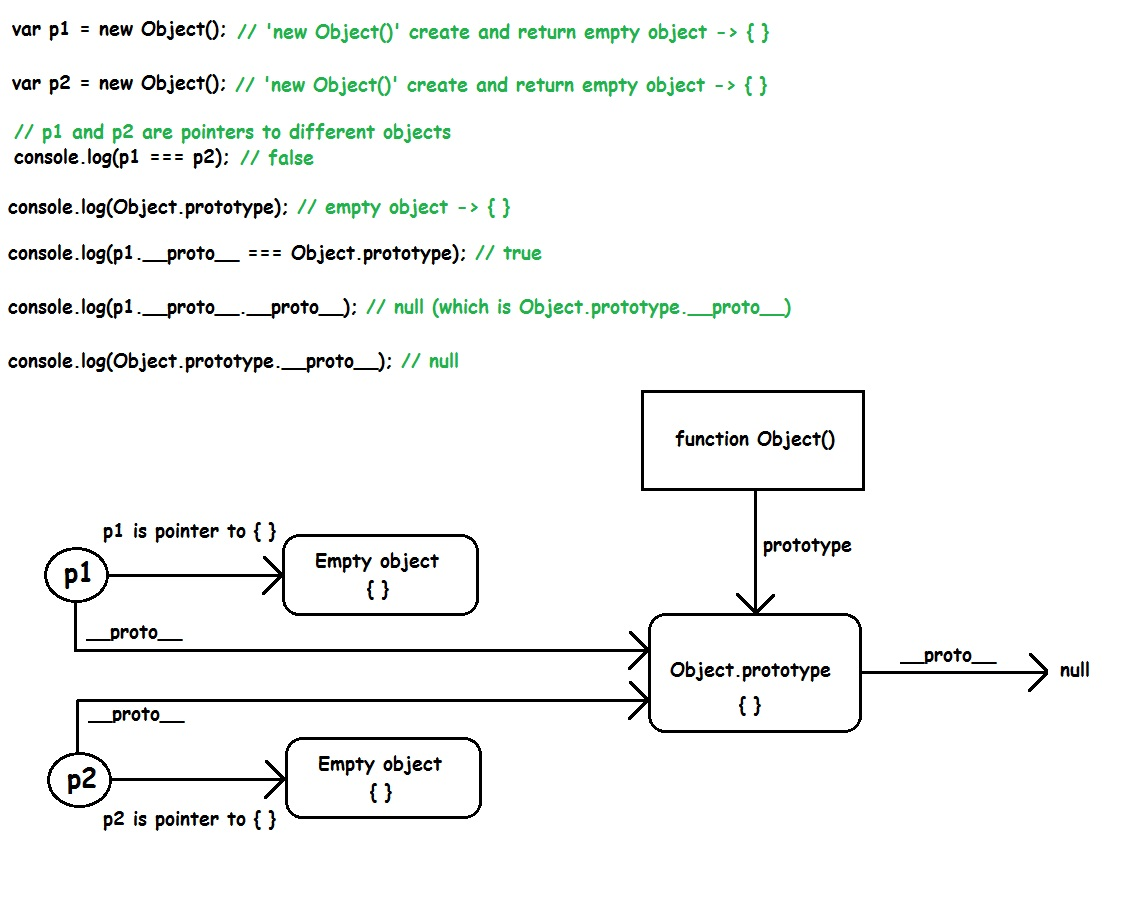 var p1 = new Object(); // 'new Object()' create and return empty object -> { }
var p2 = new Object(); // 'new Object()' create and return empty object -> { }
// p1 and p2 are pointers to different objects
console.log(p1 === p2); // false
console.log(Object.prototype); // empty object -> { }
console.log(p1.__proto__ === Object.prototype); // true
console.log(p1.__proto__.__proto__); // null (which is Object.prototype.__proto__)
console.log(Object.prototype.__proto__); // null
function Object()
prototype
p1 is pointer to { }
p1
Empty object
{ }
__proto__
Object.prototype
{ }
__proto__
null
__proto__
p2
Empty object
{ }
p2 is pointer to { }